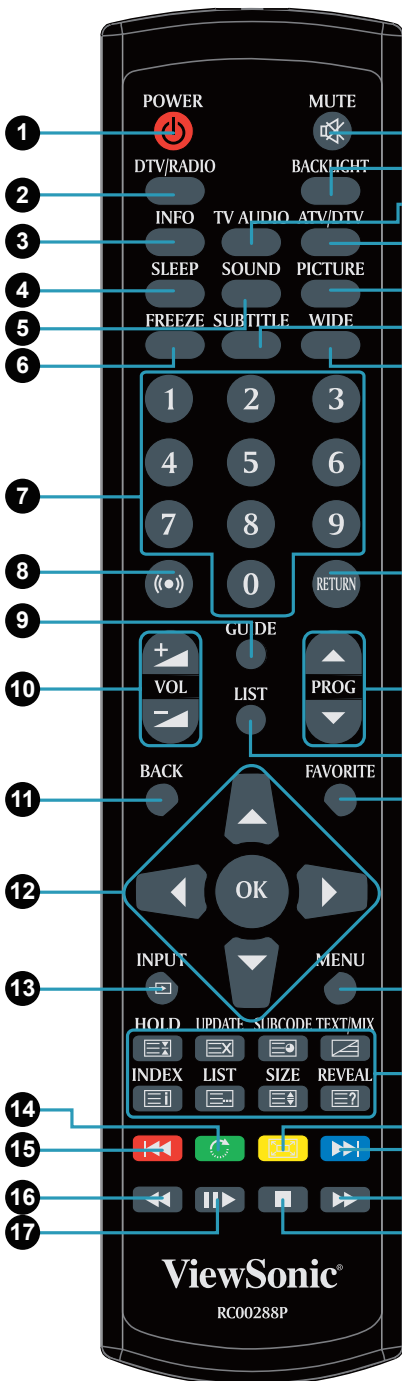 POWER MUTE
1
DTV/RADIO BACKLIGHT
2
INFO TV AUDIO ATV/DTV
3
SLEEP SOUND PICTURE
4
5
FREEZE SUBTITLE WIDE
6
1 2 3
4 5 6
7
7 8 9
8
0 RETURN
9
GUIDE
10
VOL PROG
LIST
BACK FAVORITE
11
12
OK
INPUT MENU
13
HOLD UPDATE SUBCODE TEXT/MIX
INDEX LIST SIZE REVEAL
14
15
16
17
ViewSonic®
RC00288P